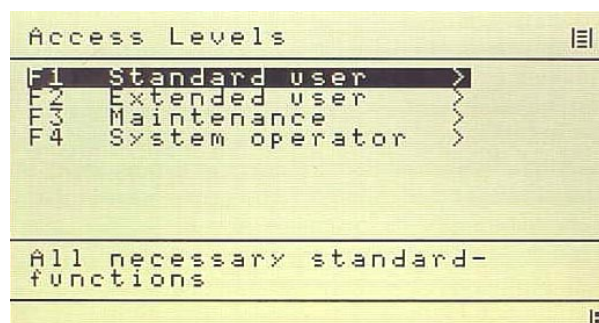 Access Levels
F1 Standard user >
F2 Extended user >
F3 Maintenance >
F4 System operator >
All necessary standard-
functions